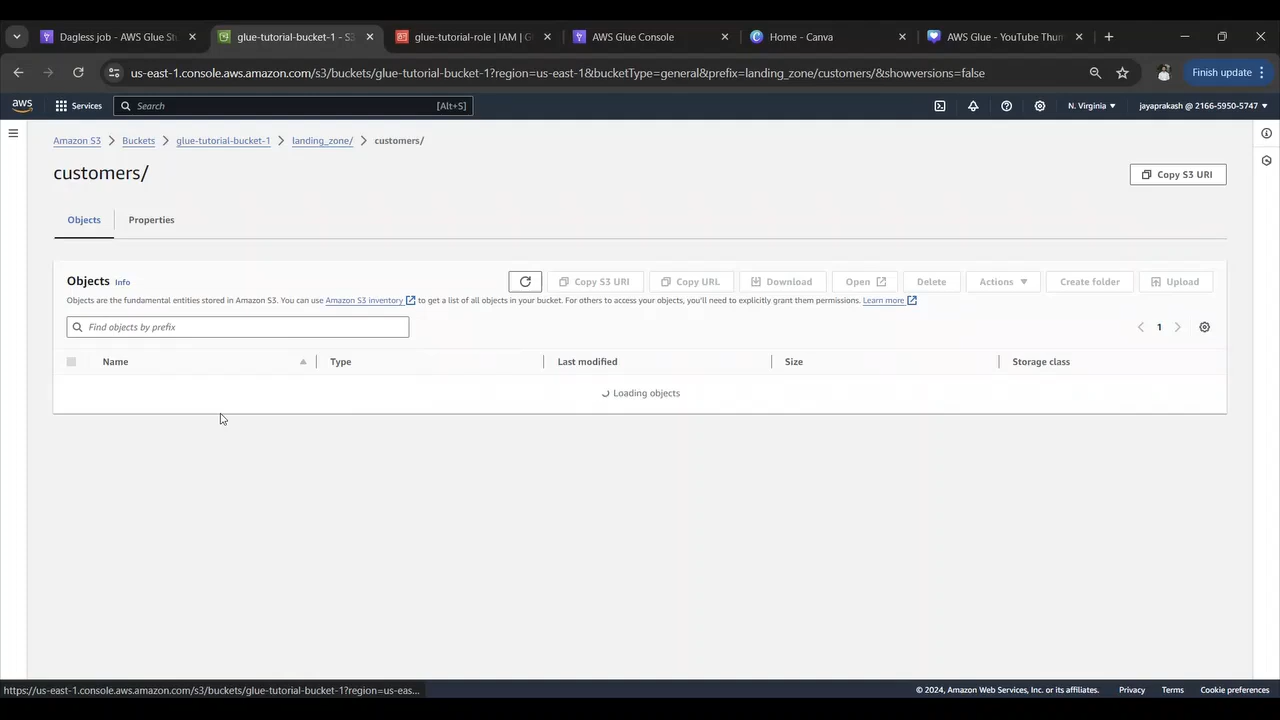 Dagless job - AWS Glue Stu
glue-tutorial-bucket-1 - S3
glue-tutorial-role | IAM | G
AWS Glue Console
Home - Canva
AWS Glue - YouTube Thum
us-east-1.console.aws.amazon.com/s3/buckets/glue-tutorial-bucket-1?region=us-east-1&bucketType=general&prefix=landing_zone/customers/&showversions=false
Finish update
aws
Services
Search
[Alt+S]
N. Virginia
jayaprakash @ 2166-5950-5747
Amazon S3
Buckets
glue-tutorial-bucket-1
landing_zone/
customers/
customers/
Copy S3 URI
Objects
Properties
Objects Info
Copy S3 URI
Copy URL
Download
Open
Delete
Actions
Create folder
Upload
Objects are the fundamental entities stored in Amazon S3. You can use Amazon S3 inventory to get a list of all objects in your bucket. For others to access your objects, you'll need to explicitly grant them permissions. Learn more
Find objects by prefix
1
Name
Type
Last modified
Size
Storage class
Loading objects
https://us-east-1.console.aws.amazon.com/s3/buckets/glue-tutorial-bucket-1?region=us-eas...
© 2024, Amazon Web Services, Inc. or its affiliates.
Privacy
Terms
Cookie preferences